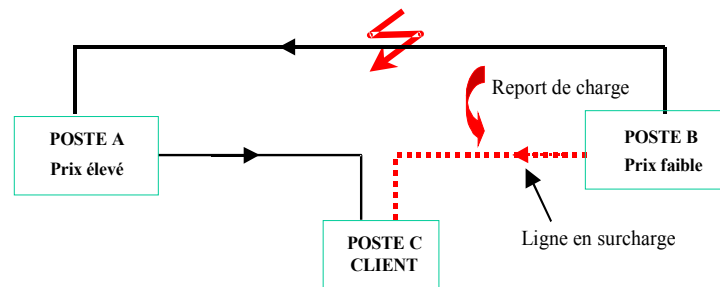 Report de charge
POSTE A
Prix élevé
POSTE B
Prix faible
POSTE C
CLIENT
Ligne en surcharge